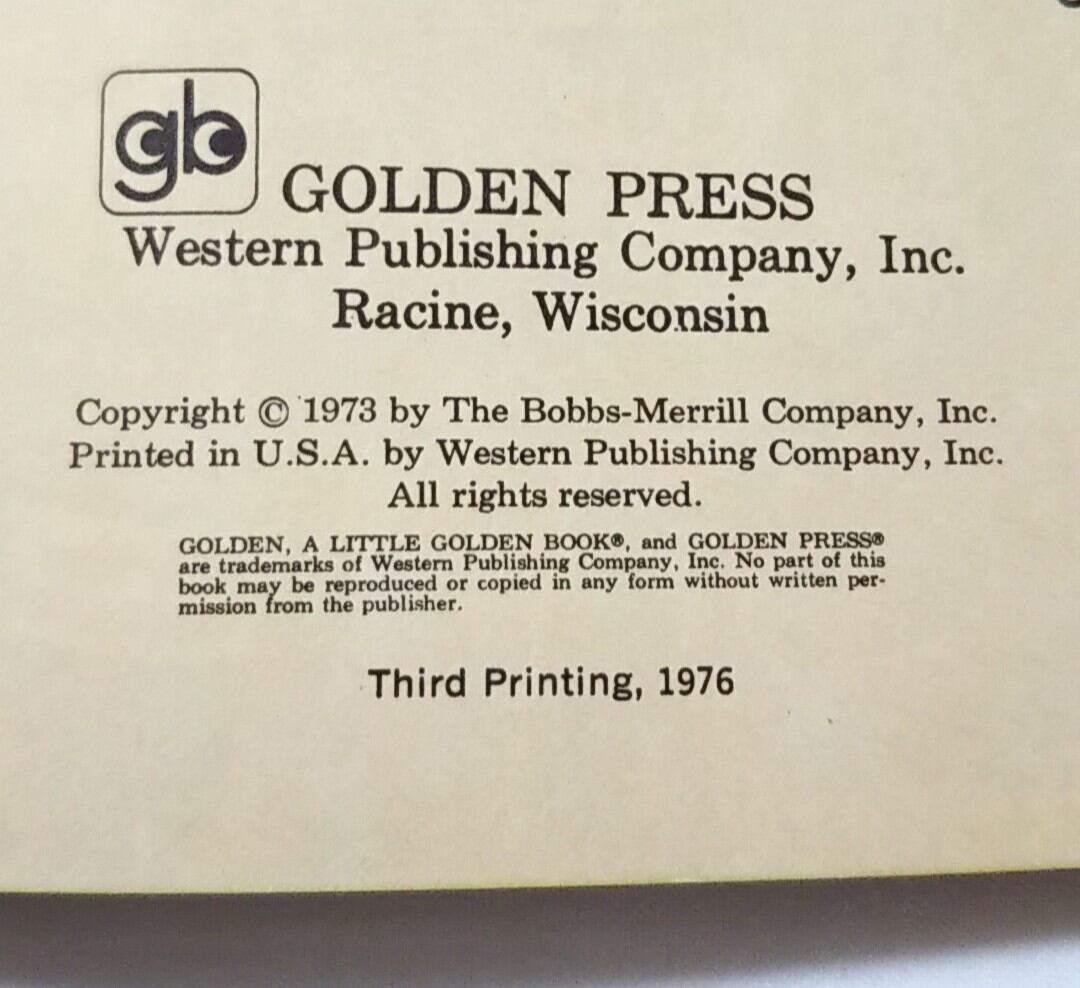 gb
GOLDEN PRESS
Western Publishing Company, Inc.
Racine, Wisconsin
Copyright © 1973 by The Bobbs-Merrill Company, Inc.
Printed in U.S.A. by Western Publishing Company, Inc.
All rights reserved.
GOLDEN, A LITTLE GOLDEN BOOK®, and GOLDEN PRESS®
are trademarks of Western Publishing Company, Inc. No part of this
book may be reproduced or copied in any form without written per-
mission from the publisher.
Third Printing, 1976